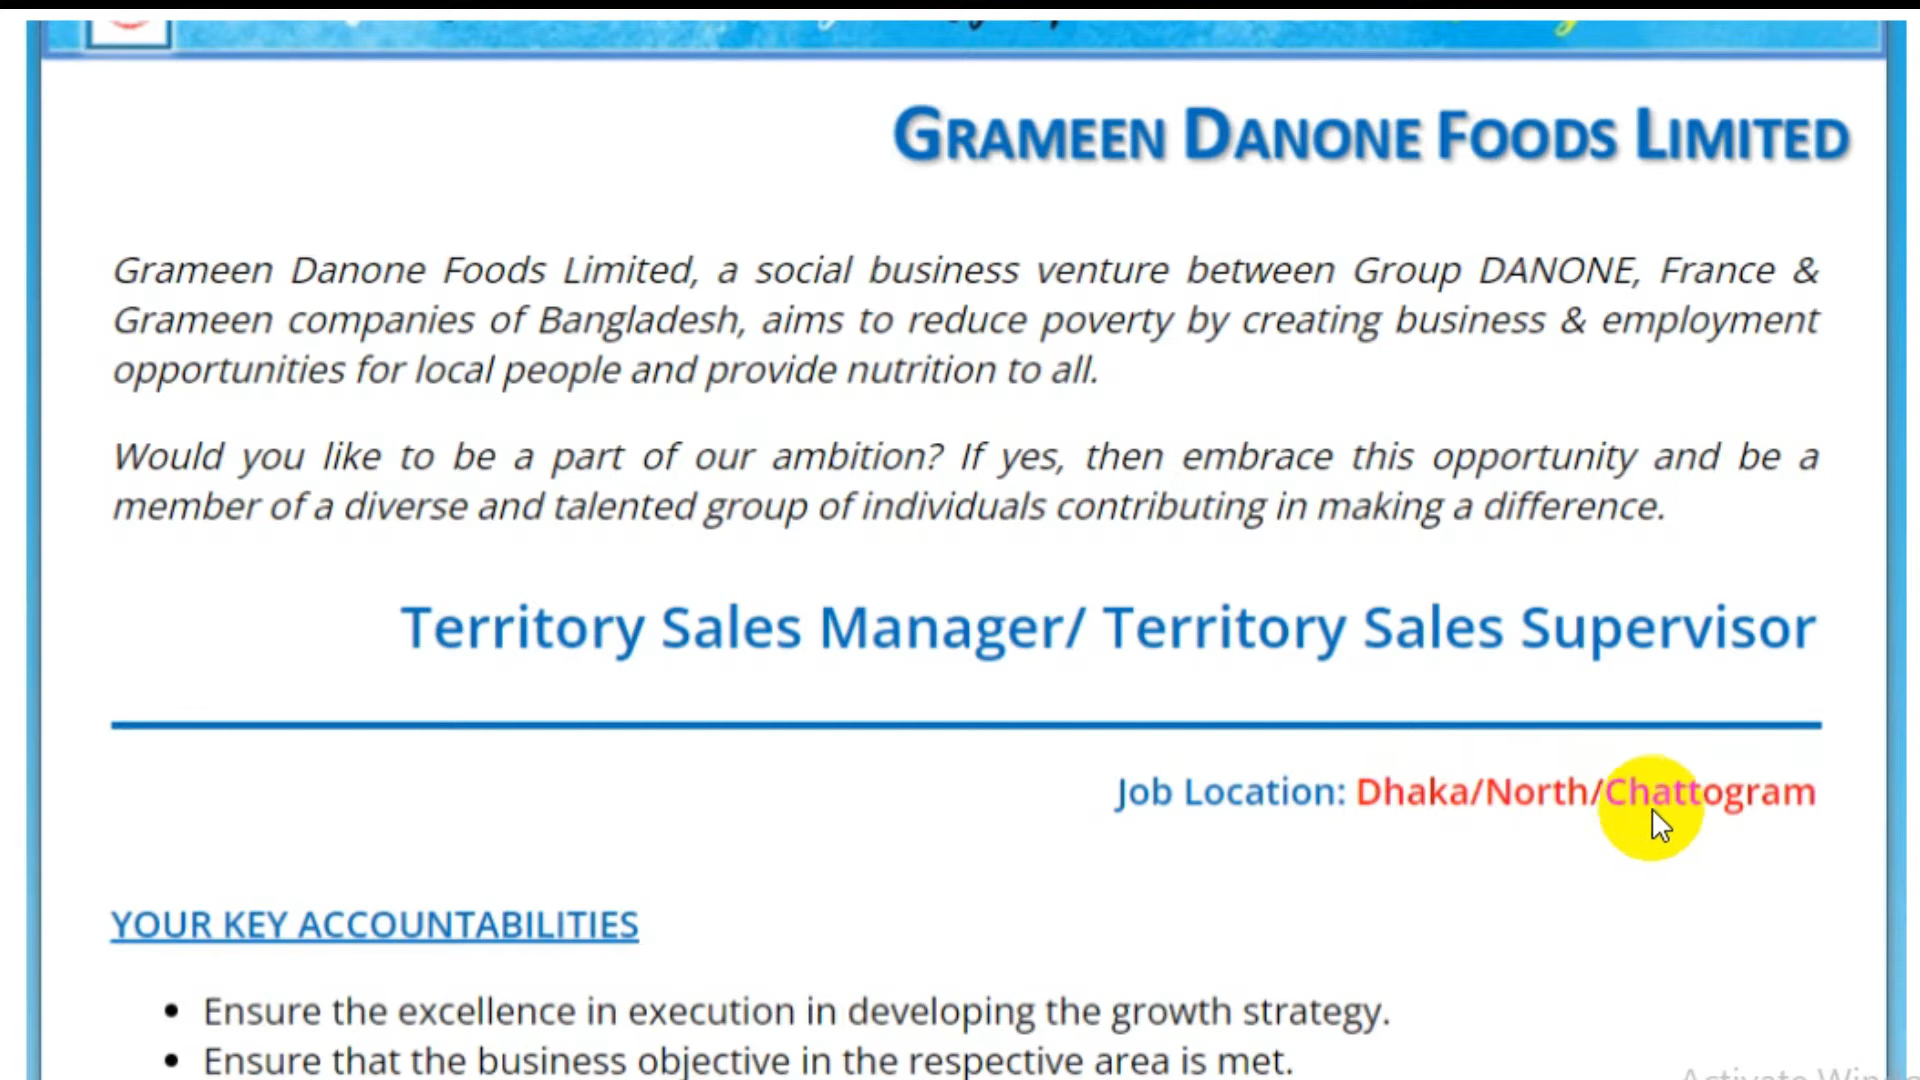 GRAMEEN DANONE FOODS LIMITED
Grameen Danone Foods Limited, a social business venture between Group DANONE, France &
Grameen companies of Bangladesh, aims to reduce poverty by creating business & employment
opportunities for local people and provide nutrition to all.
Would you like to be a part of our ambition? If yes, then embrace this opportunity and be a
member of a diverse and talented group of individuals contributing in making a difference.
Territory Sales Manager/ Territory Sales Supervisor
Job Location: Dhaka/North/Chattogram
YOUR KEY ACCOUNTABILITIES
• Ensure the excellence in execution in developing the growth strategy.
• Ensure that the business objective in the respective area is met.